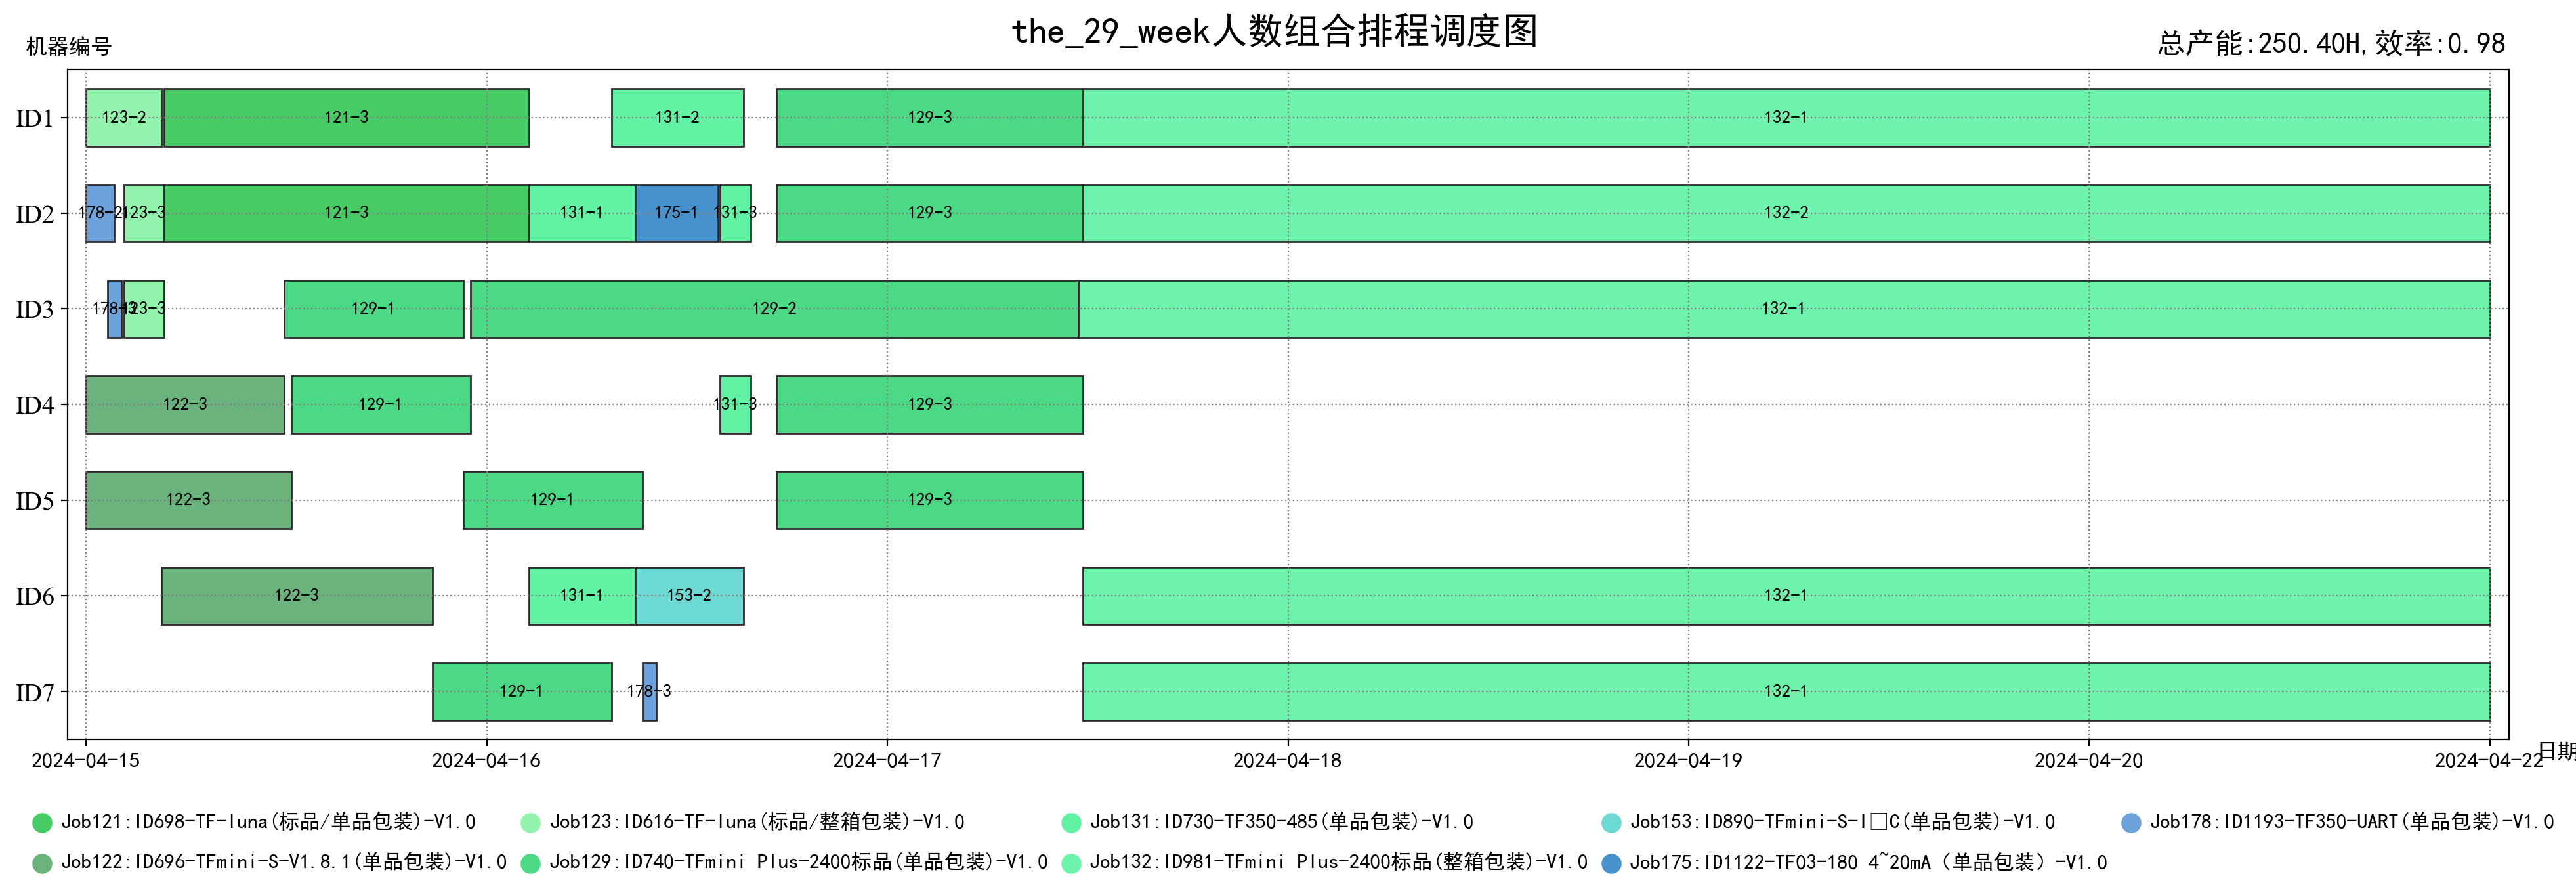 the_29_week人数组合排程调度图
机器编号
总产能:250.40H,效率:0.98
ID1 123-2 121-3 131-2 129-3 132-1
ID2 178-2 123-3 121-3 131-1 175-1 131-3 129-3 132-2
ID3 178-3 123-3 129-1 129-2 132-1
ID4 122-3 129-1 131-3 129-3
ID5 122-3 129-1 129-3
ID6 122-3 131-1 153-2 132-1
ID7 129-1 178-3 132-1
2024-04-15 2024-04-16 2024-04-17 2024-04-18 2024-04-19 2024-04-20 2024-04-22 日期
Job121:ID698-TF-luna(标品/单品包装)-V1.0 Job123:ID616-TF-luna(标品/整箱包装)-V1.0 Job131:ID730-TF350-485(单品包装)-V1.0 Job153:ID890-TFmini-S-I□C(单品包装)-V1.0 Job178:ID1193-TF350-UART(单品包装)-V1.0
Job122:ID696-TFmini-S-V1.8.1(单品包装)-V1.0 Job129:ID740-TFmini Plus-2400标品(单品包装)-V1.0 Job132:ID981-TFmini Plus-2400标品(整箱包装)-V1.0 Job175:ID1122-TF03-180 4~20mA（单品包装）-V1.0